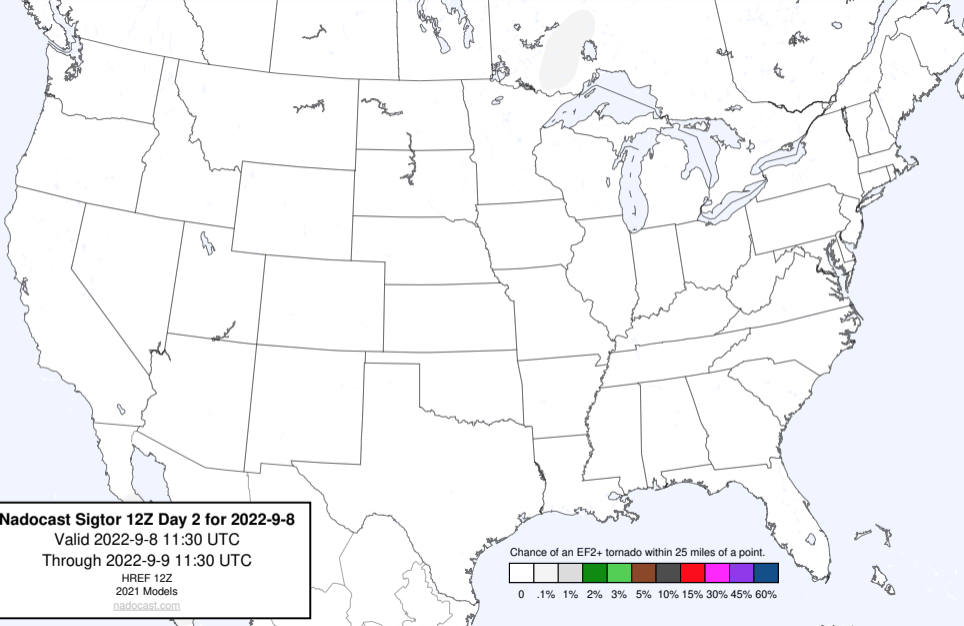 Nadocast Sigtor 12Z Day 2 for 2022-9-8
Valid 2022-9-8 11:30 UTC
Through 2022-9-9 11:30 UTC
HREF 12Z
2021 Models
nadocast.com
Chance of an EF2+ tornado within 25 miles of a point.
0 .1% 1% 2% 3% 5% 10% 15% 30% 45% 60%